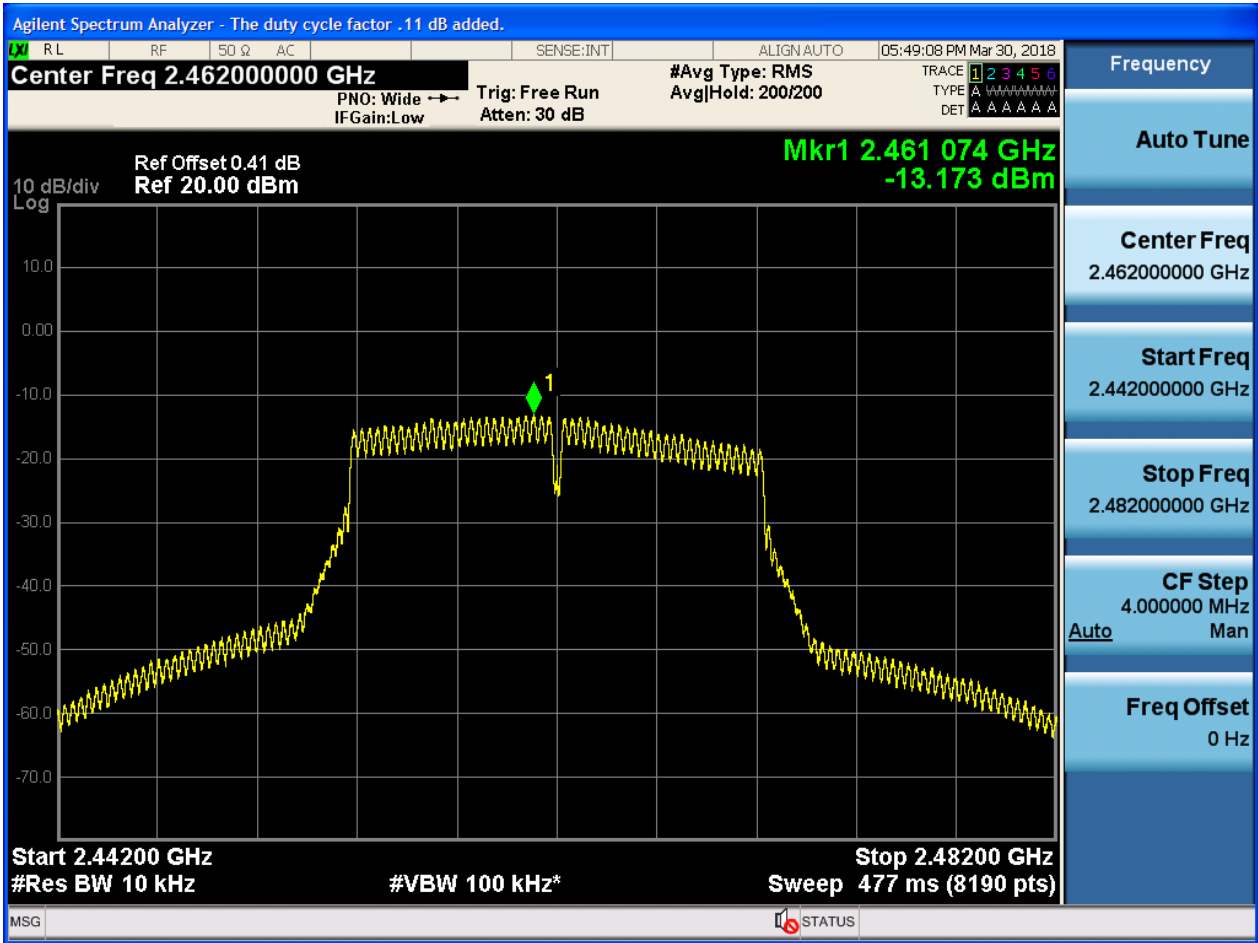 Agilent Spectrum Analyzer - The duty cycle factor .11 dB added.
LXI RL RF 50 Ω AC SENSE:INT ALIGNAUTO 05:49:08 PM Mar 30, 2018
Center Freq 2.462000000 GHz
PNO: Wide
IFGain:Low
Trig: Free Run
Atten: 30 dB
#Avg Type: RMS
Avg|Hold: 200/200
TRACE 1 2 3 4 5 6
TYPE A WWWWW
DET A A A A A A
Mkr1 2.461 074 GHz
-13.173 dBm
Ref Offset 0.41 dB
10 dB/div Ref 20.00 dBm
Log
10.0
0.00
-10.0
-20.0
-30.0
-40.0
-50.0
-60.0
-70.0
1
Start 2.44200 GHz Stop 2.48200 GHz
#Res BW 10 kHz #VBW 100 kHz* Sweep 477 ms (8190 pts)
MSG STATUS
Frequency
Auto Tune
Center Freq
2.462000000 GHz
Start Freq
2.442000000 GHz
Stop Freq
2.482000000 GHz
CF Step
4.000000 MHz
Auto Man
Freq Offset
0 Hz